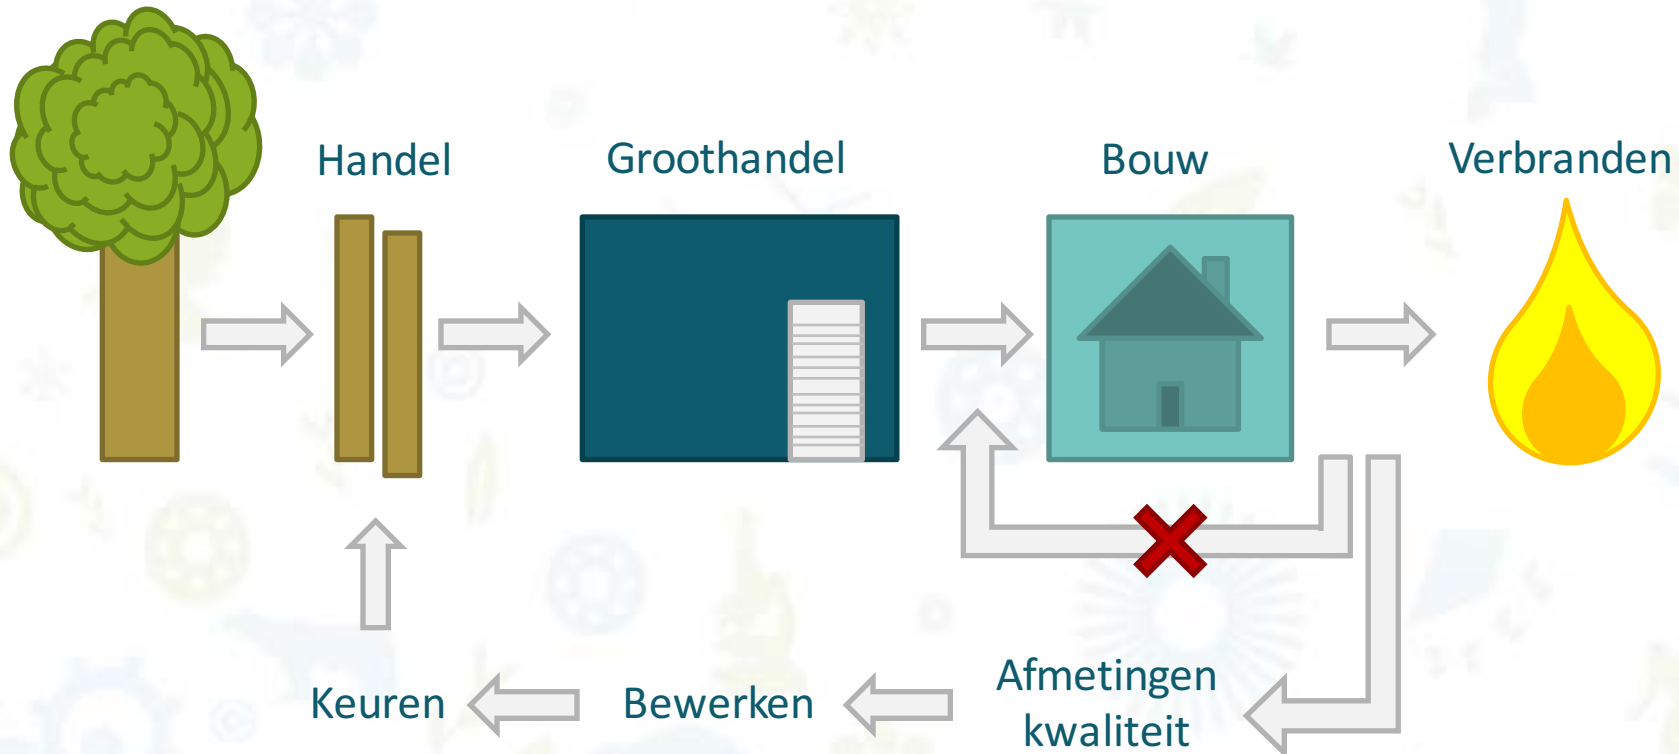 Handel
Groothandel
Bouw
Verbranden
Keuren
Bewerken
Afmetingen
kwaliteit